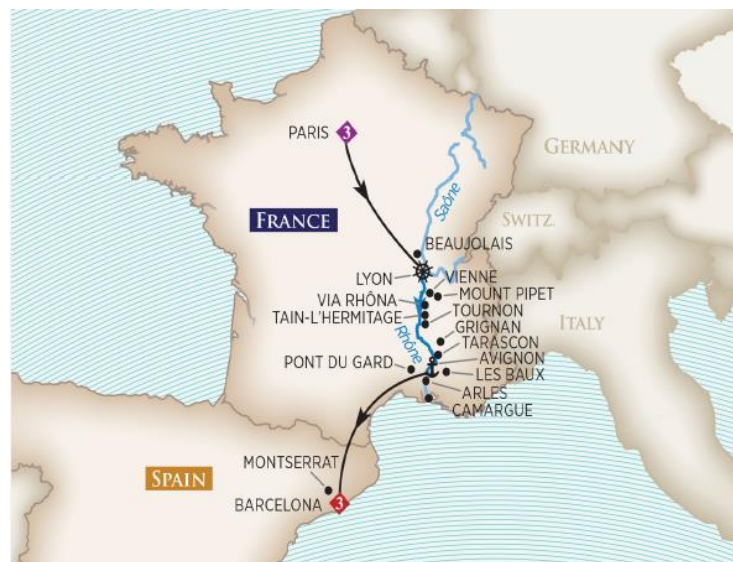 PARIS
3
GERMANY
Saône
SWITZ.
FRANCE
BEAUJOLAIS
LYON
VIENNE
MOUNT PIPET
VIA RHÔNA
TOURNON
TAIN-L'HERMITAGE
GRIGNAN
ITALY
Rhône
TARASCON
AVIGNON
PONT DU GARD
LES BAUX
ARLES
CAMARGUE
MONTSERRAT
SPAIN
BARCELONA
3